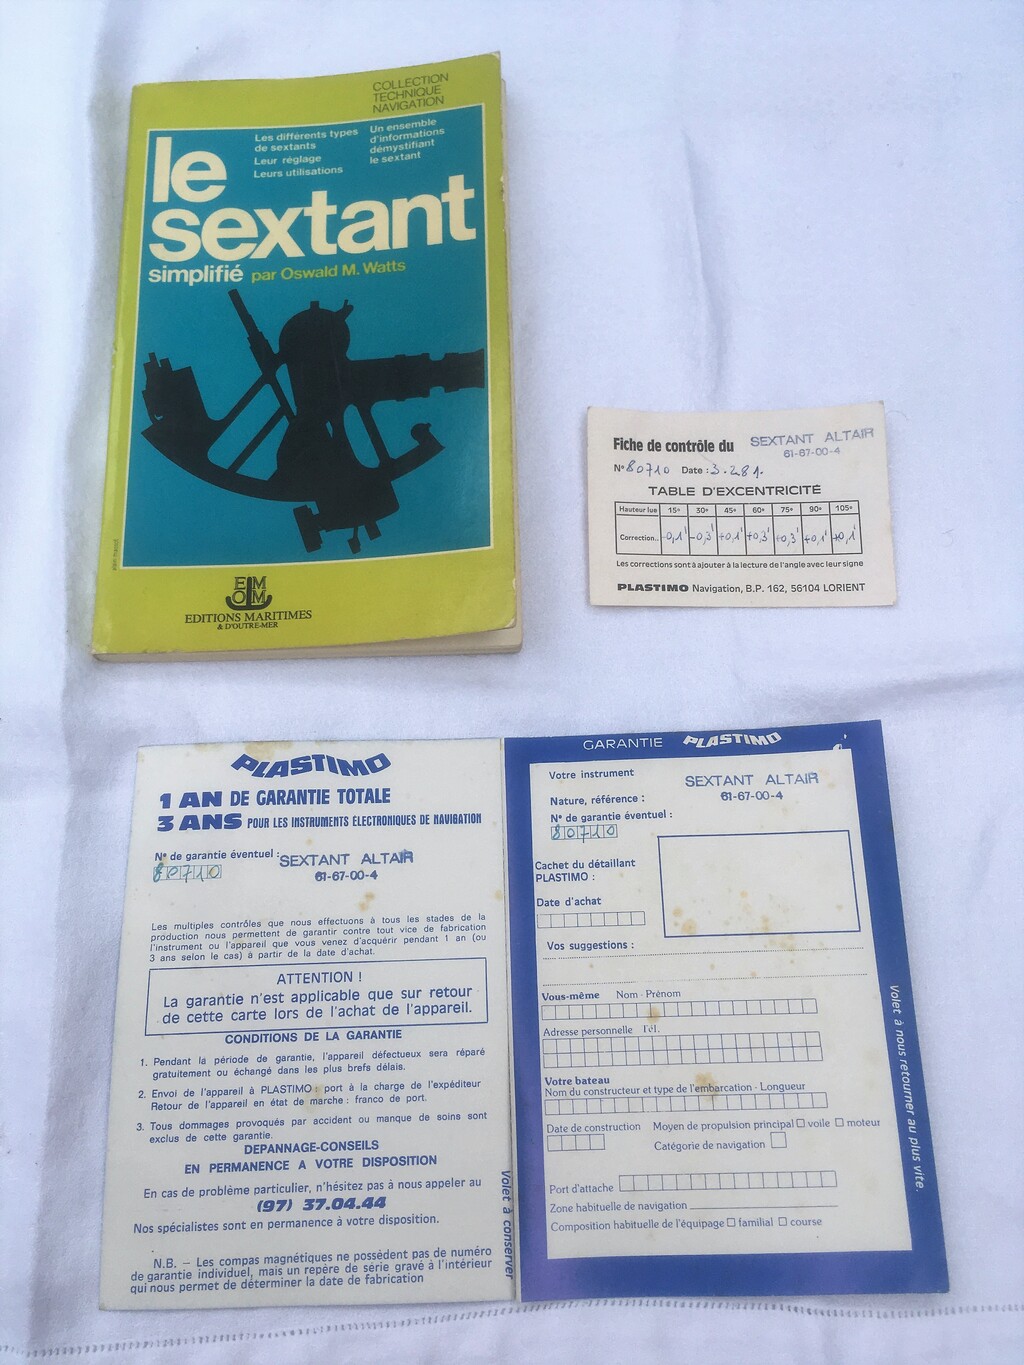 COLLECTION
TECHNIQUE
NAVIGATION
le
sextant
simplifié par Oswald M. Watts
Les différents types
de sextants
Leur réglage
Leurs utilisations
Un ensemble
d'informations
démystifiant
le sextant
EMOM
EDITIONS MARITIMES
& D'OUTRE-MER
Fiche de contrôle du SEXTANT ALTAIR
61-67-00-4
N° 80710 Date : 3.2.81.
TABLE D'EXCENTRICITÉ
Hauteur lue 15° 30° 45° 60° 75° 90° 105°
Correction.. -0,1' -0,3' +0,1' +0,3' +0,3' +0,1' +0,1'
Les corrections sont à ajouter à la lecture de l'angle avec leur signe
PLASTIMO Navigation, B.P. 162, 56104 LORIENT
PLASTIMO
1 AN DE GARANTIE TOTALE
3 ANS POUR LES INSTRUMENTS ÉLECTRONIQUES DE NAVIGATION
N° de garantie éventuel : SEXTANT ALTAIR
80710 61-67-00-4
Les multiples contrôles que nous effectuons à tous les stades de la
production nous permettent de garantir contre tout vice de fabrication
l'instrument ou l'appareil que vous venez d'acquérir pendant 1 an (ou
3 ans selon le cas) à partir de la date d'achat.
ATTENTION !
La garantie n'est applicable que sur retour
de cette carte lors de l'achat de l'appareil.
CONDITIONS DE LA GARANTIE
1. Pendant la période de garantie, l'appareil défectueux sera réparé
gratuitement ou échangé dans les plus brefs délais.
2. Envoi de l'appareil à PLASTIMO : port à la charge de l'expéditeur
Retour de l'appareil en état de marche : franco de port.
3. Tous dommages provoqués par accident ou manque de soins sont
exclus de cette garantie.
DEPANNAGE-CONSEILS
EN PERMANENCE A VOTRE DISPOSITION
En cas de problème particulier, n'hésitez pas à nous appeler au
(97) 37.04.44
Nos spécialistes sont en permanence à votre disposition.
N.B. – Les compas magnétiques ne possèdent pas de numéro
de garantie individuel, mais un repère de série gravé à l'intérieur
qui nous permet de déterminer la date de fabrication
Volet à conserver
GARANTIE PLASTIMO
Votre instrument SEXTANT ALTAIR
Nature, référence : 61-67-00-4
N° de garantie éventuel :
80710
Cachet du détaillant
PLASTIMO :
Date d'achat
Vos suggestions :
Vous-même Nom - Prénom
Adresse personnelle Tél.
Votre bateau
Nom du constructeur et type de l'embarcation - Longueur
Date de construction Moyen de propulsion principal voile moteur
Catégorie de navigation
Port d'attache
Zone habituelle de navigation
Composition habituelle de l'équipage familial course
Volet à nous retourner au plus vite.